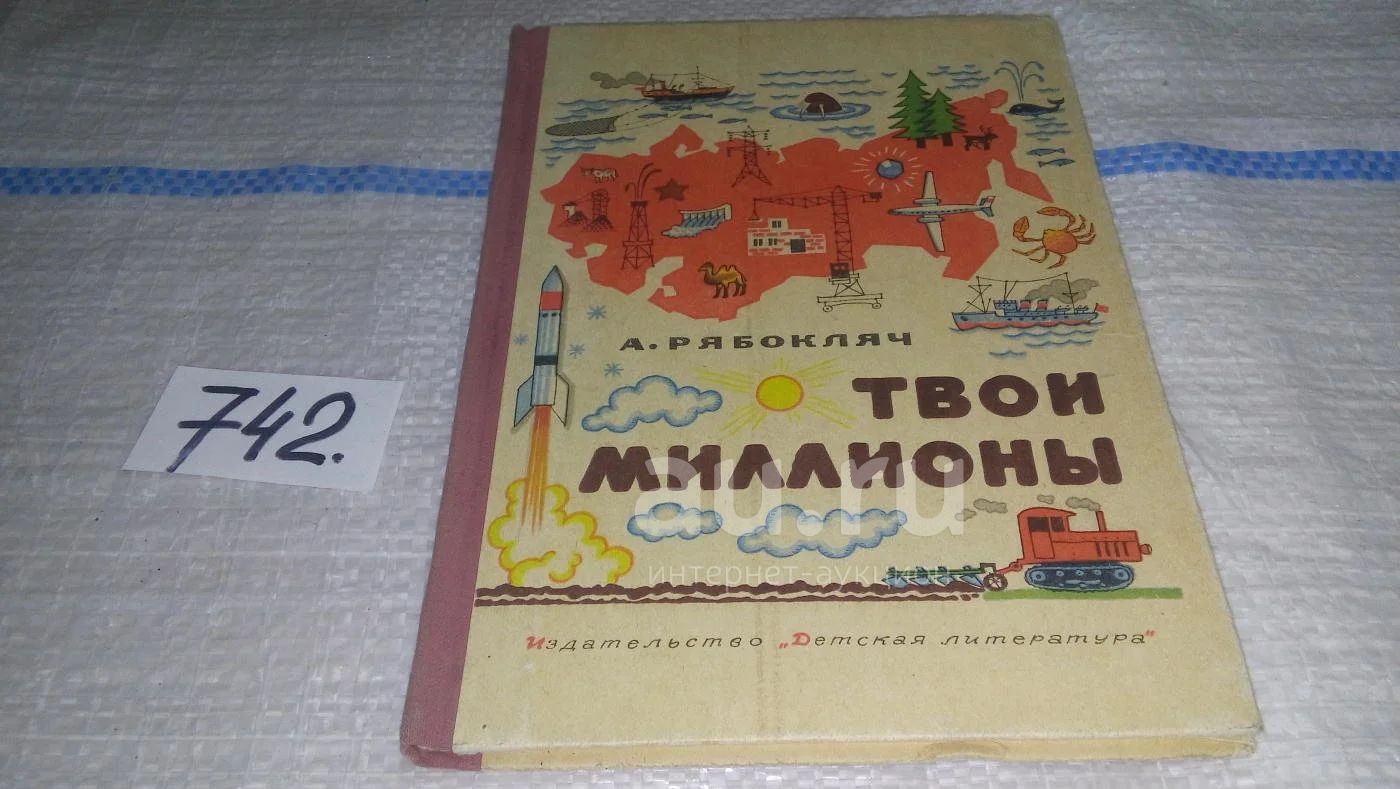 742.
А. РЯБОКЛЯЧ
ТВОИ
МИЛЛИОНЫ
au.ru
интернет-аукцион
Издательство „Детская литература"